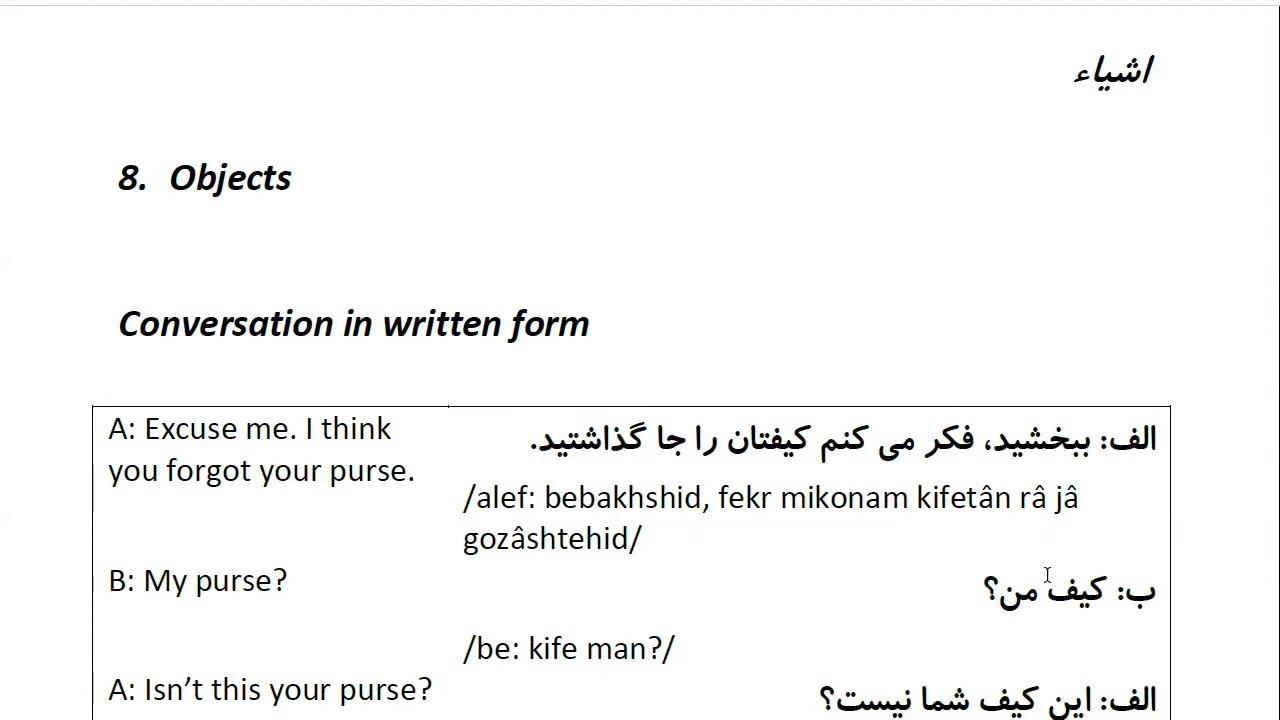 اشیاء
8. Objects
Conversation in written form
A: Excuse me. I think
you forgot your purse.
الف: ببخشید، فکر می کنم کیفتان را جا گذاشتید.
/alef: bebakhshid, fekr mikonam kifetân râ jâ
gozâshtehid/
B: My purse?
ب: کیف من؟
/be: kife man?/
A: Isn’t this your purse?
الف: این کیف شما نیست؟